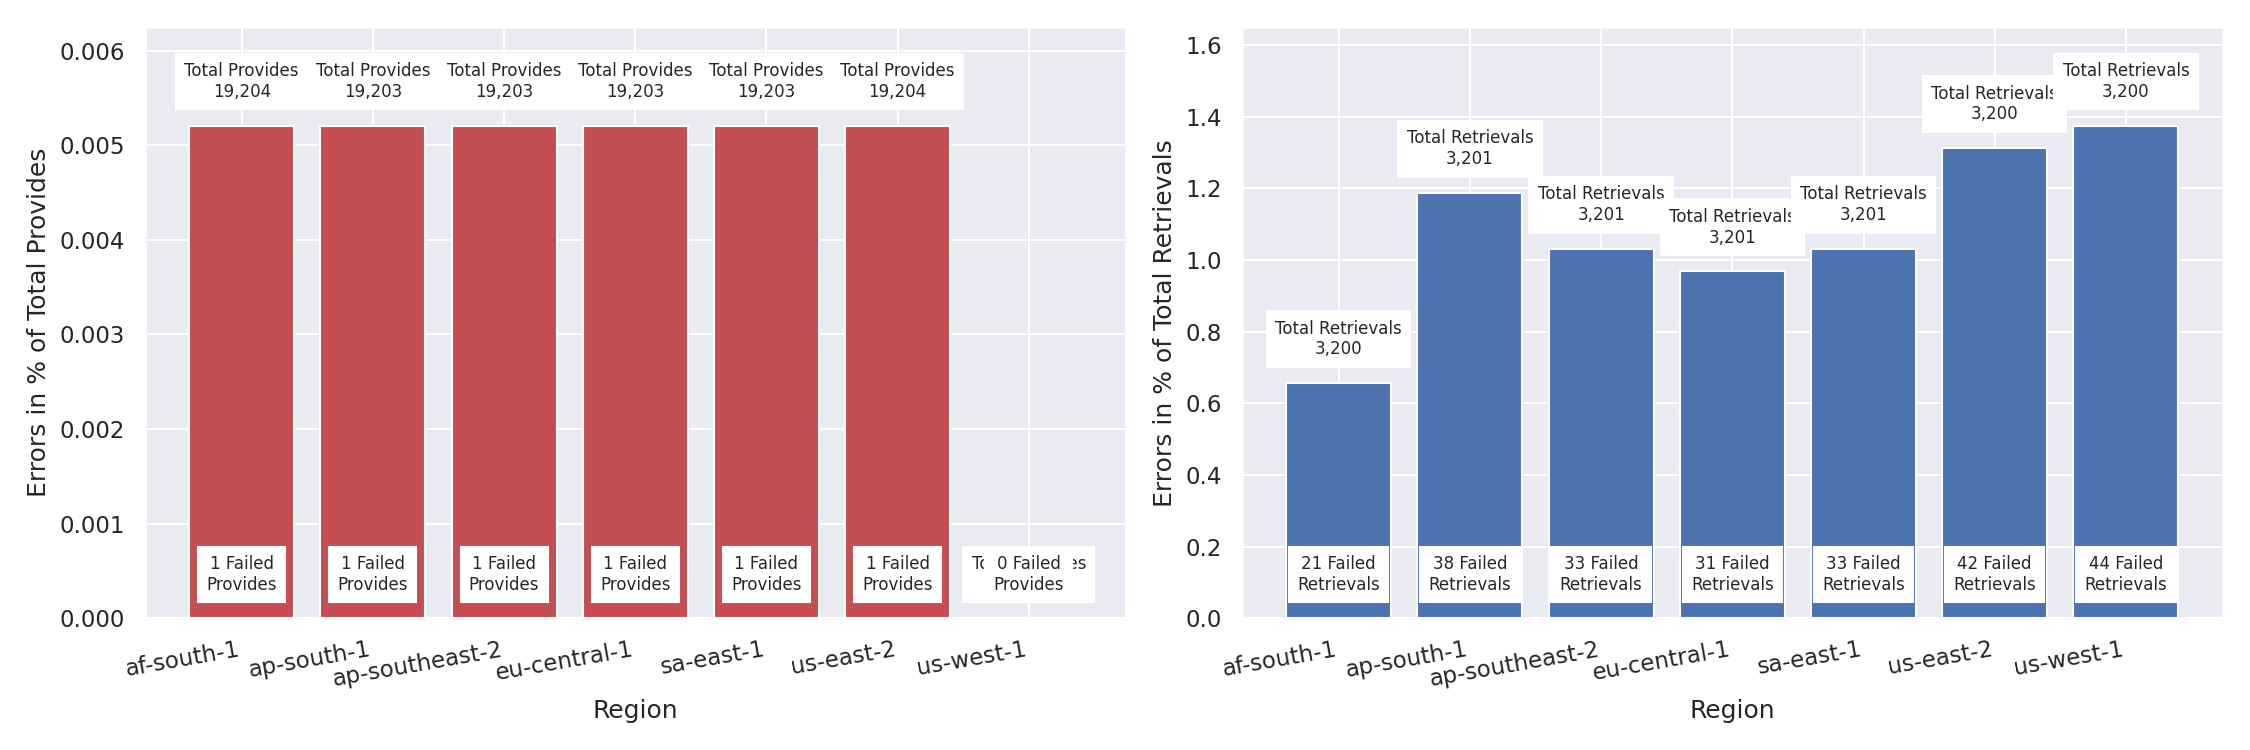 0.006
0.005
0.004
0.003
0.002
0.001
0.000
Errors in % of Total Provides
Total Provides
19,204
Total Provides
19,203
Total Provides
19,203
Total Provides
19,203
Total Provides
19,203
Total Provides
19,204
1 Failed
Provides
1 Failed
Provides
1 Failed
Provides
1 Failed
Provides
1 Failed
Provides
1 Failed
Provides
0 Failed
Provides
af-south-1
ap-south-1
ap-southeast-2
eu-central-1
sa-east-1
us-east-2
us-west-1
Region
1.6
1.4
1.2
1.0
0.8
0.6
0.4
0.2
0.0
Errors in % of Total Retrievals
Total Retrievals
3,200
Total Retrievals
3,201
Total Retrievals
3,201
Total Retrievals
3,201
Total Retrievals
3,201
Total Retrievals
3,200
Total Retrievals
3,200
21 Failed
Retrievals
38 Failed
Retrievals
33 Failed
Retrievals
31 Failed
Retrievals
33 Failed
Retrievals
42 Failed
Retrievals
44 Failed
Retrievals
af-south-1
ap-south-1
ap-southeast-2
eu-central-1
sa-east-1
us-east-2
us-west-1
Region